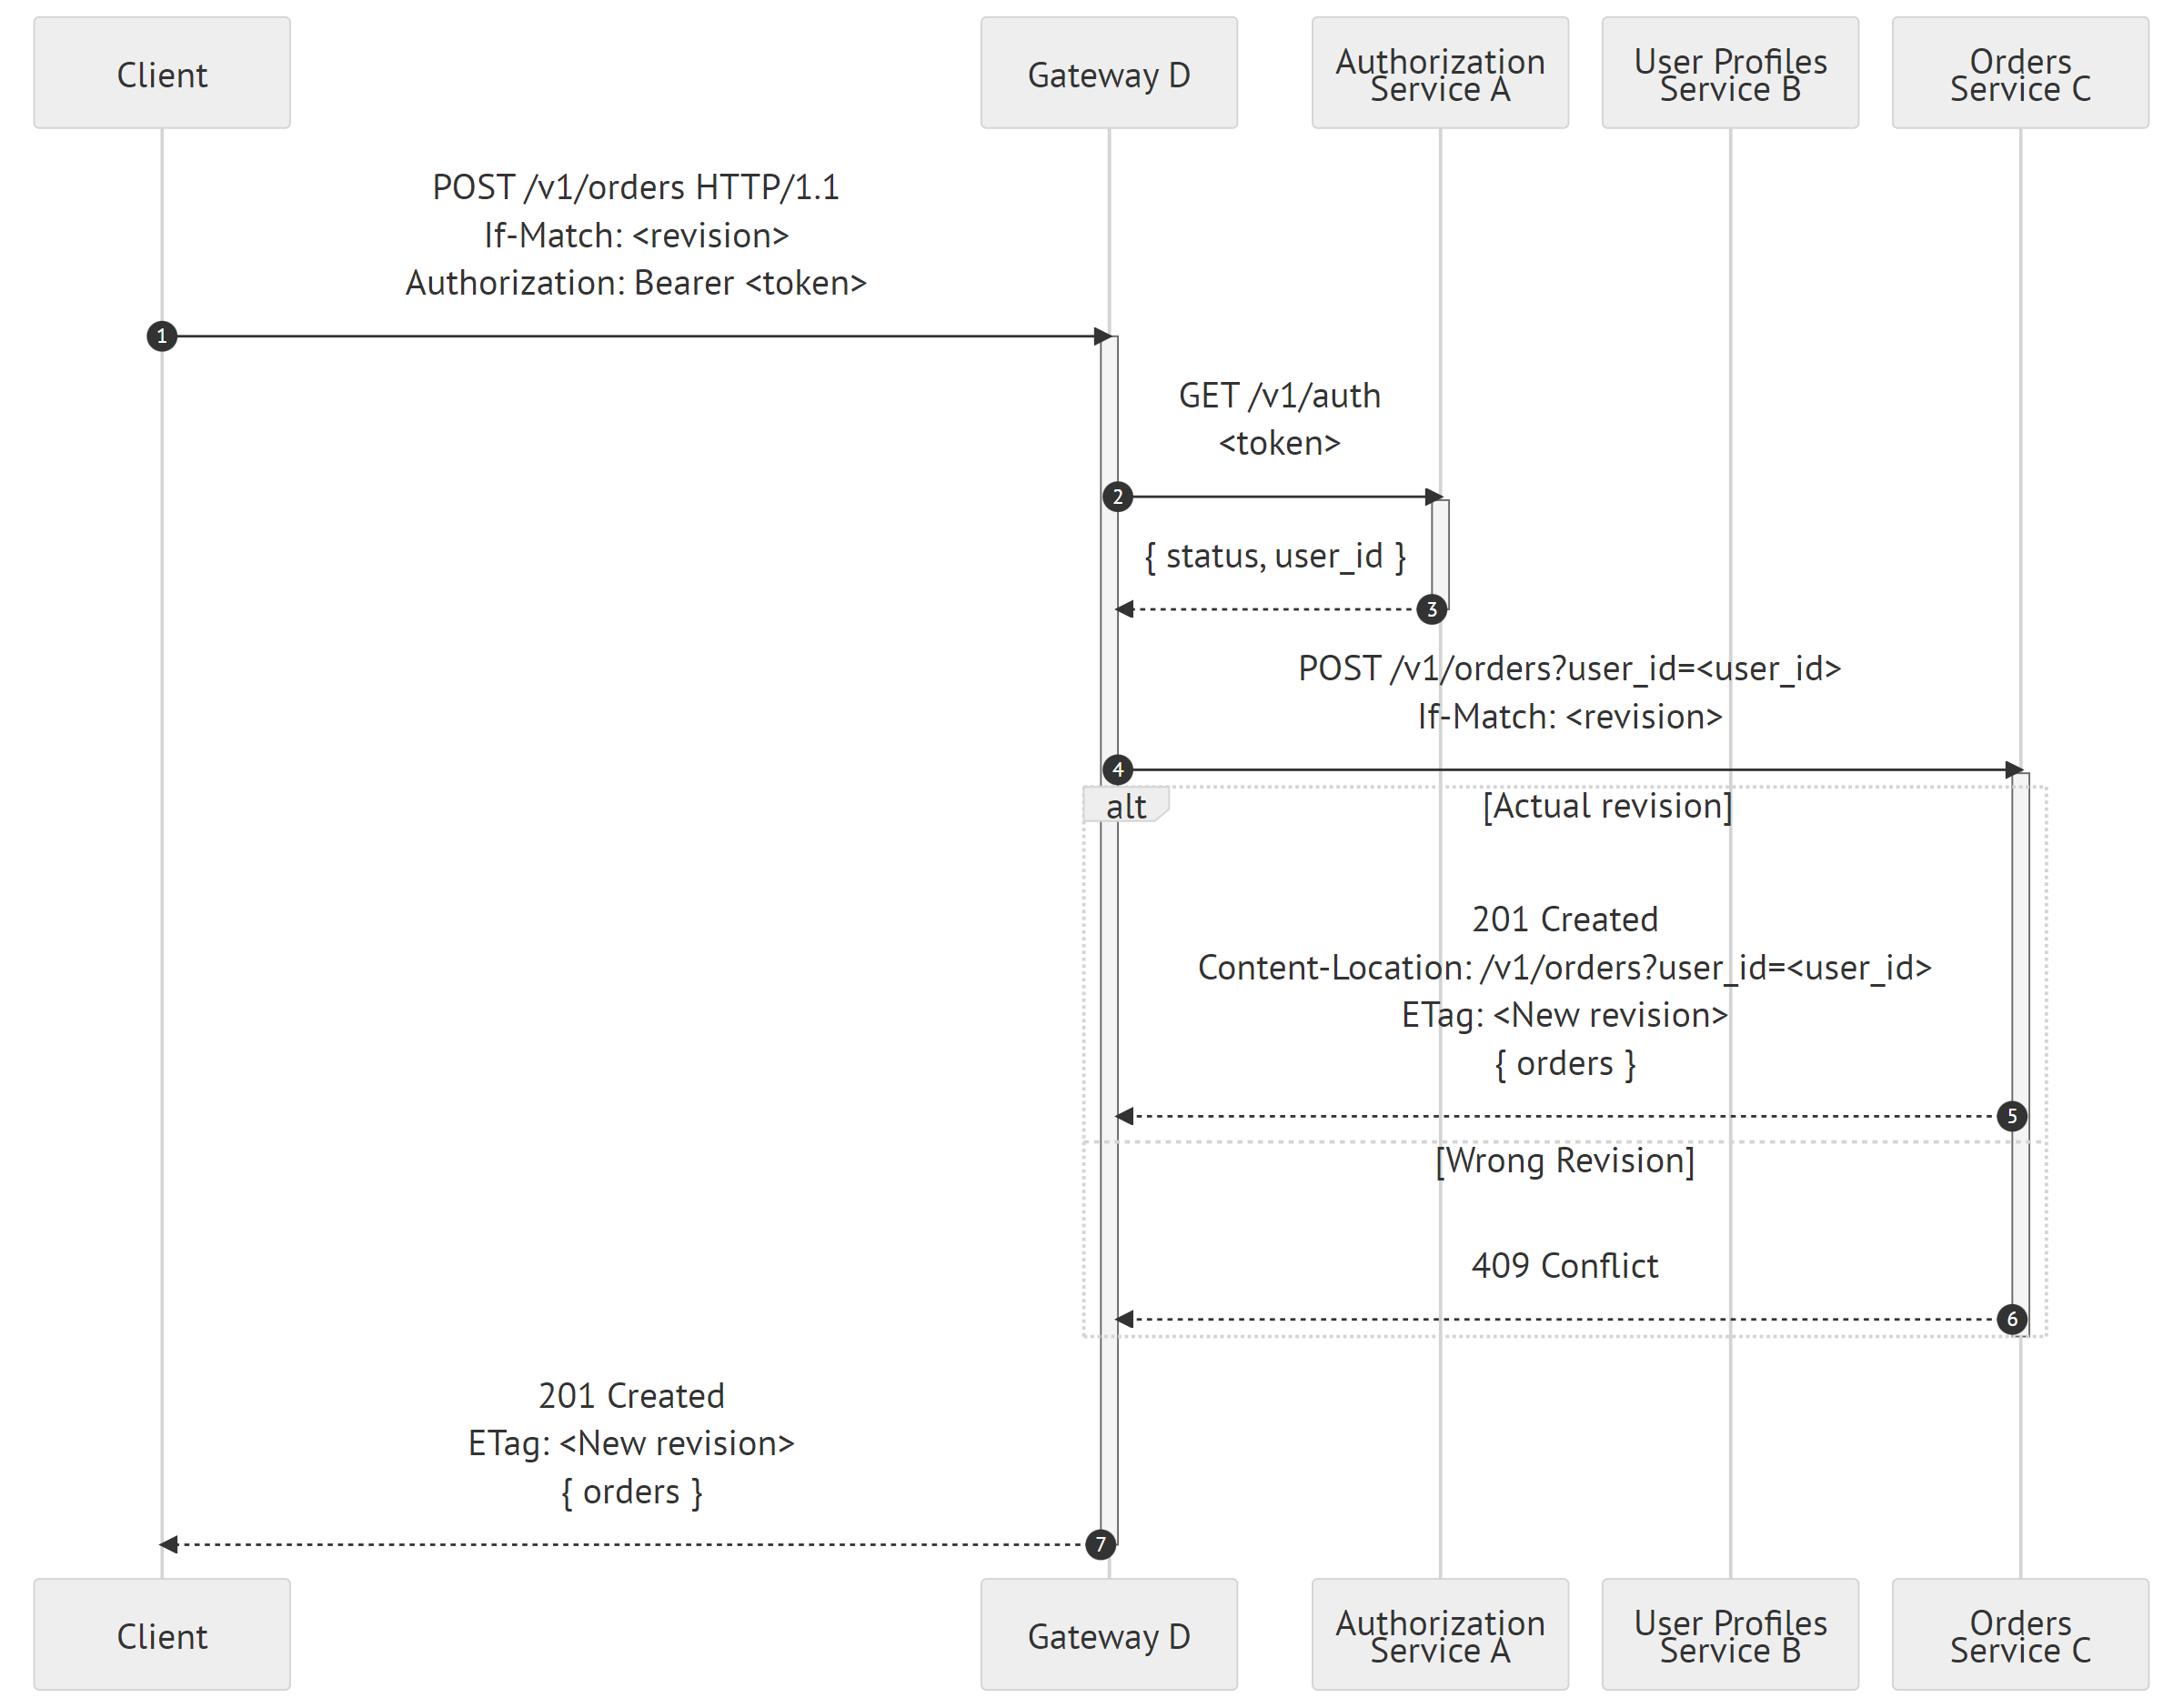 Client
Gateway D
Authorization
Service A
User Profiles
Service B
Orders
Service C
POST /v1/orders HTTP/1.1
If-Match: <revision>
Authorization: Bearer <token>
1
GET /v1/auth
<token>
2
{ status, user_id }
3
POST /v1/orders?user_id=<user_id>
If-Match: <revision>
4
alt
[Actual revision]
201 Created
Content-Location: /v1/orders?user_id=<user_id>
ETag: <New revision>
{ orders }
5
[Wrong Revision]
409 Conflict
6
201 Created
ETag: <New revision>
{ orders }
7
Client
Gateway D
Authorization
Service A
User Profiles
Service B
Orders
Service C